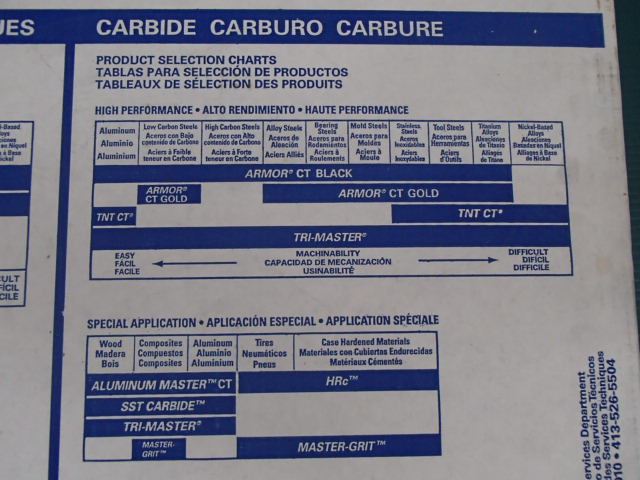 UES
CARBIDE CARBURO CARBURE
PRODUCT SELECTION CHARTS
TABLAS PARA SELECCIÓN DE PRODUCTOS
TABLEAUX DE SÉLECTION DES PRODUITS
HIGH PERFORMANCE • ALTO RENDIMIENTO • HAUTE PERFORMANCE
Aluminum
Aluminio
Aluminium
Low Carbon Steels
Aceros con Bajo
contenido de Carbono
Aciers à Faible
teneur en Carbone
High Carbon Steels
Aceros con Alto
contenido de Carbono
Aciers à Forte
teneur en Carbone
Alloy Steels
Aceros de
Aleación
Aciers Alliés
Bearing
Steels
Aceros para
Rodamientos
Aciers à
Roulements
Mold Steels
Aceros para
Moldes
Aciers à
Moule
Stainless
Steels
Aceros
Inoxidables
Aciers
Inoxydables
Tool Steels
Aceros para
Herramientas
Aciers
d'Outils
Titanium
Alloys
Aleaciones
de Titanio
Alliages
de Titane
Nickel-Based
Alloys
Aleaciones
Basadas en Niquel
Alliages à Base
de Nickel
ARMOR® CT BLACK
ARMOR®
CT GOLD
ARMOR® CT GOLD
TNT CT®
TNT CT®
TRI-MASTER®
EASY
FÁCIL
FACILE
MACHINABILITY
CAPACIDAD DE MECANIZACIÓN
USINABILITÉ
DIFFICULT
DIFÍCIL
DIFFICILE
SPECIAL APPLICATION • APLICACIÓN ESPECIAL • APPLICATION SPÉCIALE
Wood
Madera
Bois
Composites
Compuestos
Composites
Aluminum
Aluminio
Aluminium
Tires
Neumáticos
Pneus
Case Hardened Materials
Materiales con Cubiertas Endurecidas
Matériaux Cémentés
ALUMINUM MASTER™ CT
HRc™
SST CARBIDE™
TRI-MASTER®
MASTER-
GRIT™
MASTER-GRIT™
ervices Department
o de Servicios Técnicos
des Services Techniques
010 • 413-526-5504